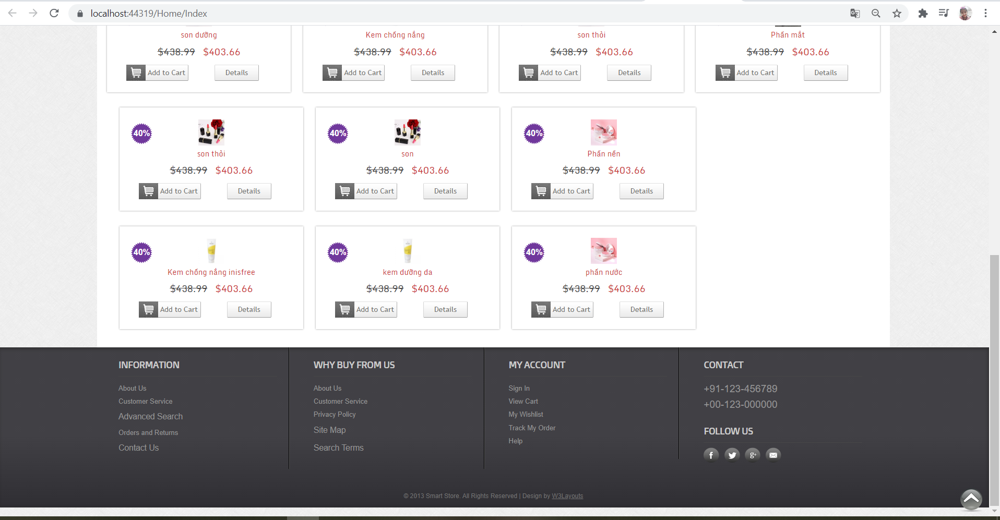 localhost:44319/Home/Index
son dưỡng Kem chống nắng son thỏi Phấn mắt
$438.99 $403.66 $438.99 $403.66 $438.99 $403.66 $438.99 $403.66
Add to Cart Details Add to Cart Details Add to Cart Details Add to Cart Details
40% 40% 40%
son thỏi son Phấn nền
$438.99 $403.66 $438.99 $403.66 $438.99 $403.66
Add to Cart Details Add to Cart Details Add to Cart Details
40% 40% 40%
Kem chống nắng inisfree kem dưỡng da phấn nước
$438.99 $403.66 $438.99 $403.66 $438.99 $403.66
Add to Cart Details Add to Cart Details Add to Cart Details
INFORMATION
About Us
Customer Service
Advanced Search
Orders and Returns
Contact Us
WHY BUY FROM US
About Us
Customer Service
Privacy Policy
Site Map
Search Terms
MY ACCOUNT
Sign In
View Cart
My Wishlist
Track My Order
Help
CONTACT
+91-123-456789
+00-123-000000
FOLLOW US
© 2013 Smart Store. All Rights Reserved | Design by W3Layouts